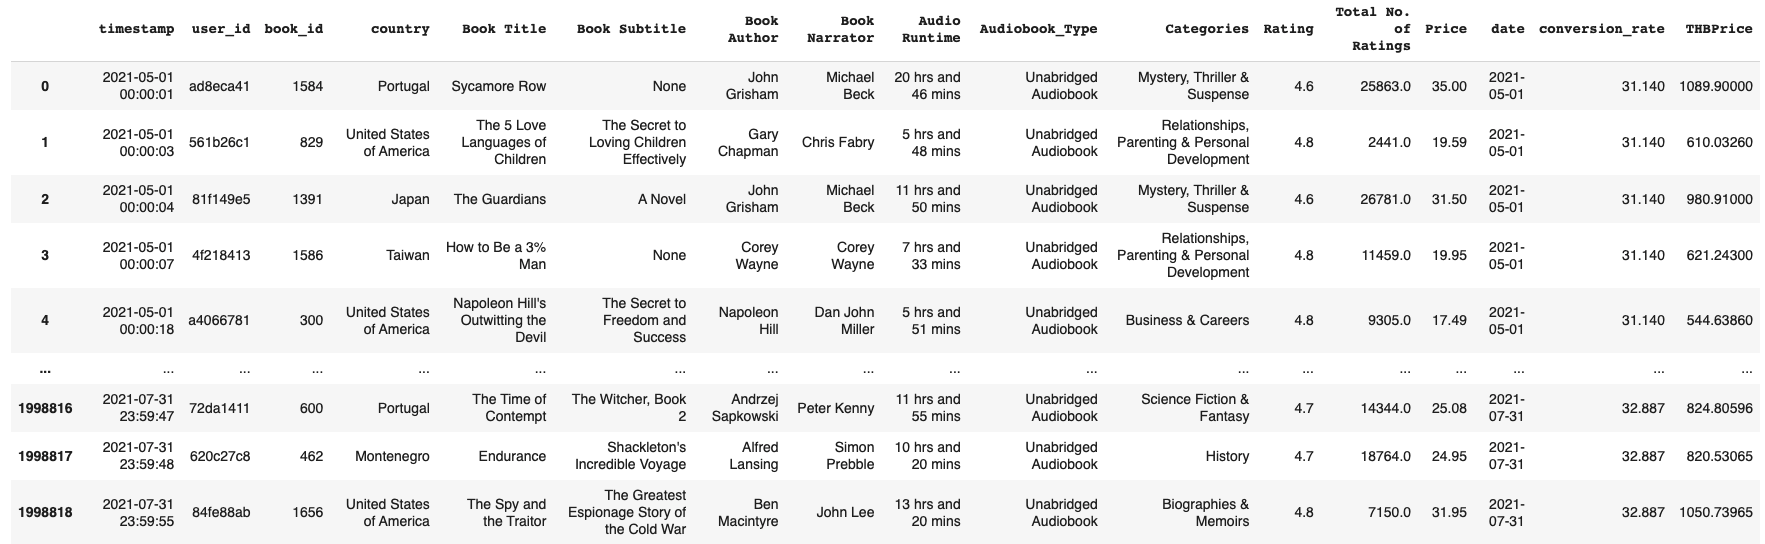 timestamp user_id book_id country Book Title Book Subtitle Book Author Book Narrator Audio Runtime Audiobook_Type Categories Rating Total No. of Ratings Price date conversion_rate THBPrice
0 2021-05-01 00:00:01 ad8eca41 1584 Portugal Sycamore Row None John Grisham Michael Beck 20 hrs and 46 mins Unabridged Audiobook Mystery, Thriller & Suspense 4.6 25863.0 35.00 2021-05-01 31.140 1089.90000
1 2021-05-01 00:00:03 561b26c1 829 United States of America The 5 Love Languages of Children The Secret to Loving Children Effectively Gary Chapman Chris Fabry 5 hrs and 48 mins Unabridged Audiobook Relationships, Parenting & Personal Development 4.8 2441.0 19.59 2021-05-01 31.140 610.03260
2 2021-05-01 00:00:04 81f149e5 1391 Japan The Guardians A Novel John Grisham Michael Beck 11 hrs and 50 mins Unabridged Audiobook Mystery, Thriller & Suspense 4.6 26781.0 31.50 2021-05-01 31.140 980.91000
3 2021-05-01 00:00:07 4f218413 1586 Taiwan How to Be a 3% Man None Corey Wayne Corey Wayne 7 hrs and 33 mins Unabridged Audiobook Relationships, Parenting & Personal Development 4.8 11459.0 19.95 2021-05-01 31.140 621.24300
4 2021-05-01 00:00:18 a4066781 300 United States of America Napoleon Hill's Outwitting the Devil The Secret to Freedom and Success Napoleon Hill Dan John Miller 5 hrs and 51 mins Unabridged Audiobook Business & Careers 4.8 9305.0 17.49 2021-05-01 31.140 544.63860
... ... ... ... ... ... ... ... ... ... ... ... ... ... ... ... ... ...
1998816 2021-07-31 23:59:47 72da1411 600 Portugal The Time of Contempt The Witcher, Book 2 Andrzej Sapkowski Peter Kenny 11 hrs and 55 mins Unabridged Audiobook Science Fiction & Fantasy 4.7 14344.0 25.08 2021-07-31 32.887 824.80596
1998817 2021-07-31 23:59:48 620c27c8 462 Montenegro Endurance Shackleton's Incredible Voyage Alfred Lansing Simon Prebble 10 hrs and 20 mins Unabridged Audiobook History 4.7 18764.0 24.95 2021-07-31 32.887 820.53065
1998818 2021-07-31 23:59:55 84fe88ab 1656 United States of America The Spy and the Traitor The Greatest Espionage Story of the Cold War Ben Macintyre John Lee 13 hrs and 20 mins Unabridged Audiobook Biographies & Memoirs 4.8 7150.0 31.95 2021-07-31 32.887 1050.73965